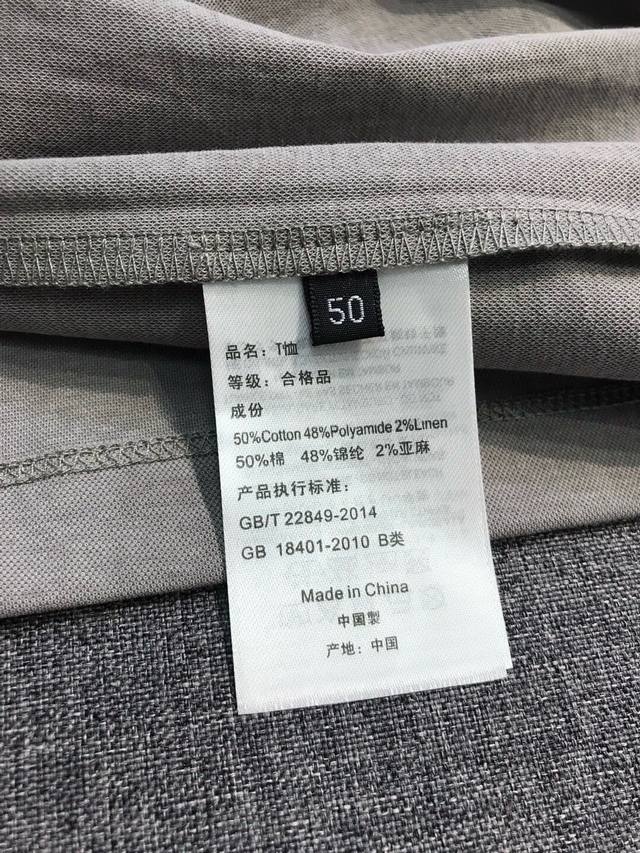 50
品名：T恤
等级：合格品
成份
50%Cotton 48%Polyamide 2%Linen
50%棉 48%锦纶 2%亚麻
产品执行标准：
GB/T 22849-2014
GB 18401-2010 B类
Made in China
中国製
产地：中国